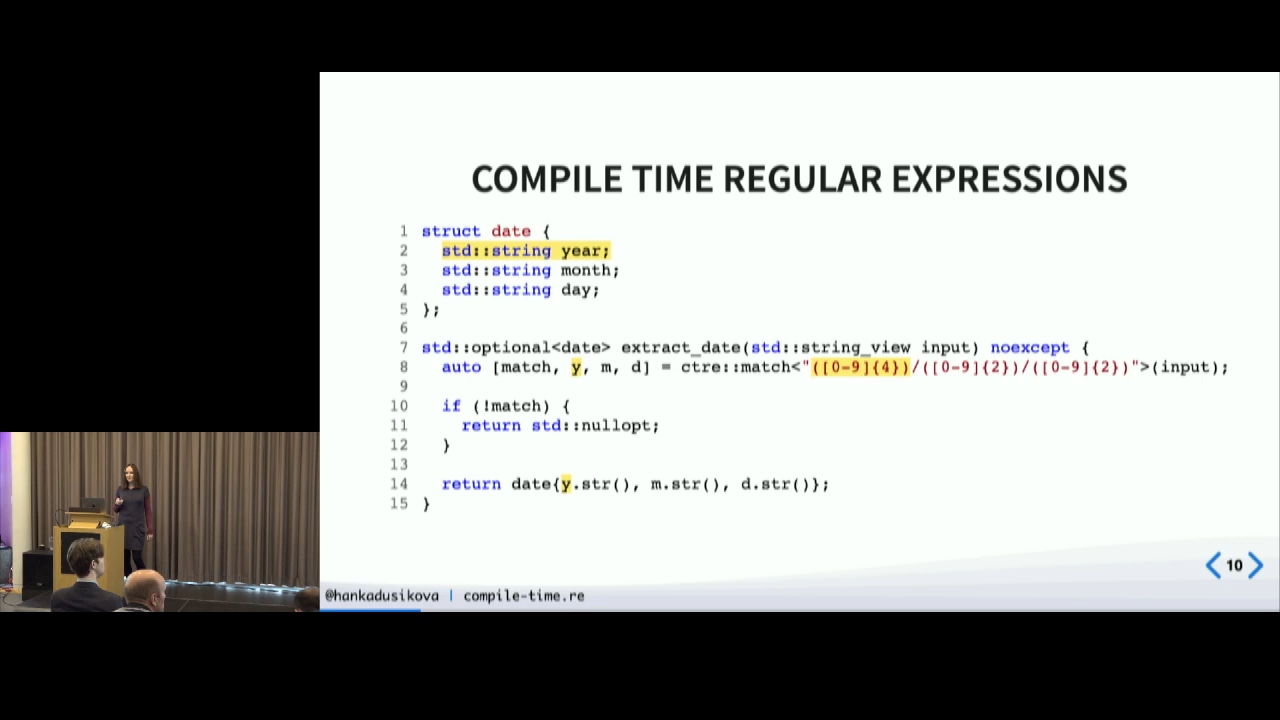 COMPILE TIME REGULAR EXPRESSIONS
1 struct date {
2 std::string year;
3 std::string month;
4 std::string day;
5 };
6
7 std::optional<date> extract_date(std::string_view input) noexcept {
8 auto [match, y, m, d] = ctre::match<"([0-9]{4})/([0-9]{2})/([0-9]{2})">(input);
9
10 if (!match) {
11 return std::nullopt;
12 }
13
14 return date{y.str(), m.str(), d.str()};
15 }
10
@hankadusikova | compile-time.re